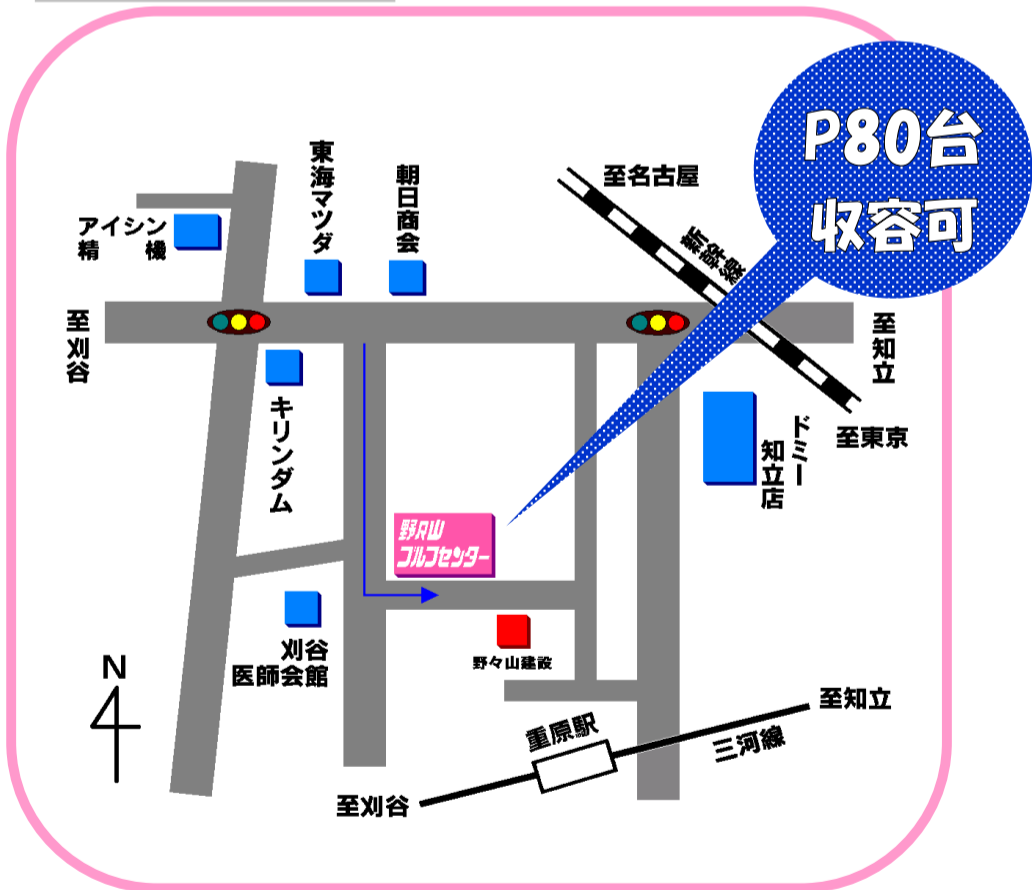 P80台
収容可
至名古屋
新幹線
東海マツダ
朝日商会
アイシン
精機
至刈谷
至知立
キリンダム
ドミー
知立店
至東京
野々山
ゴルフセンター
刈谷
医師会館
野々山建設
N
至知立
重原駅
三河線
至刈谷